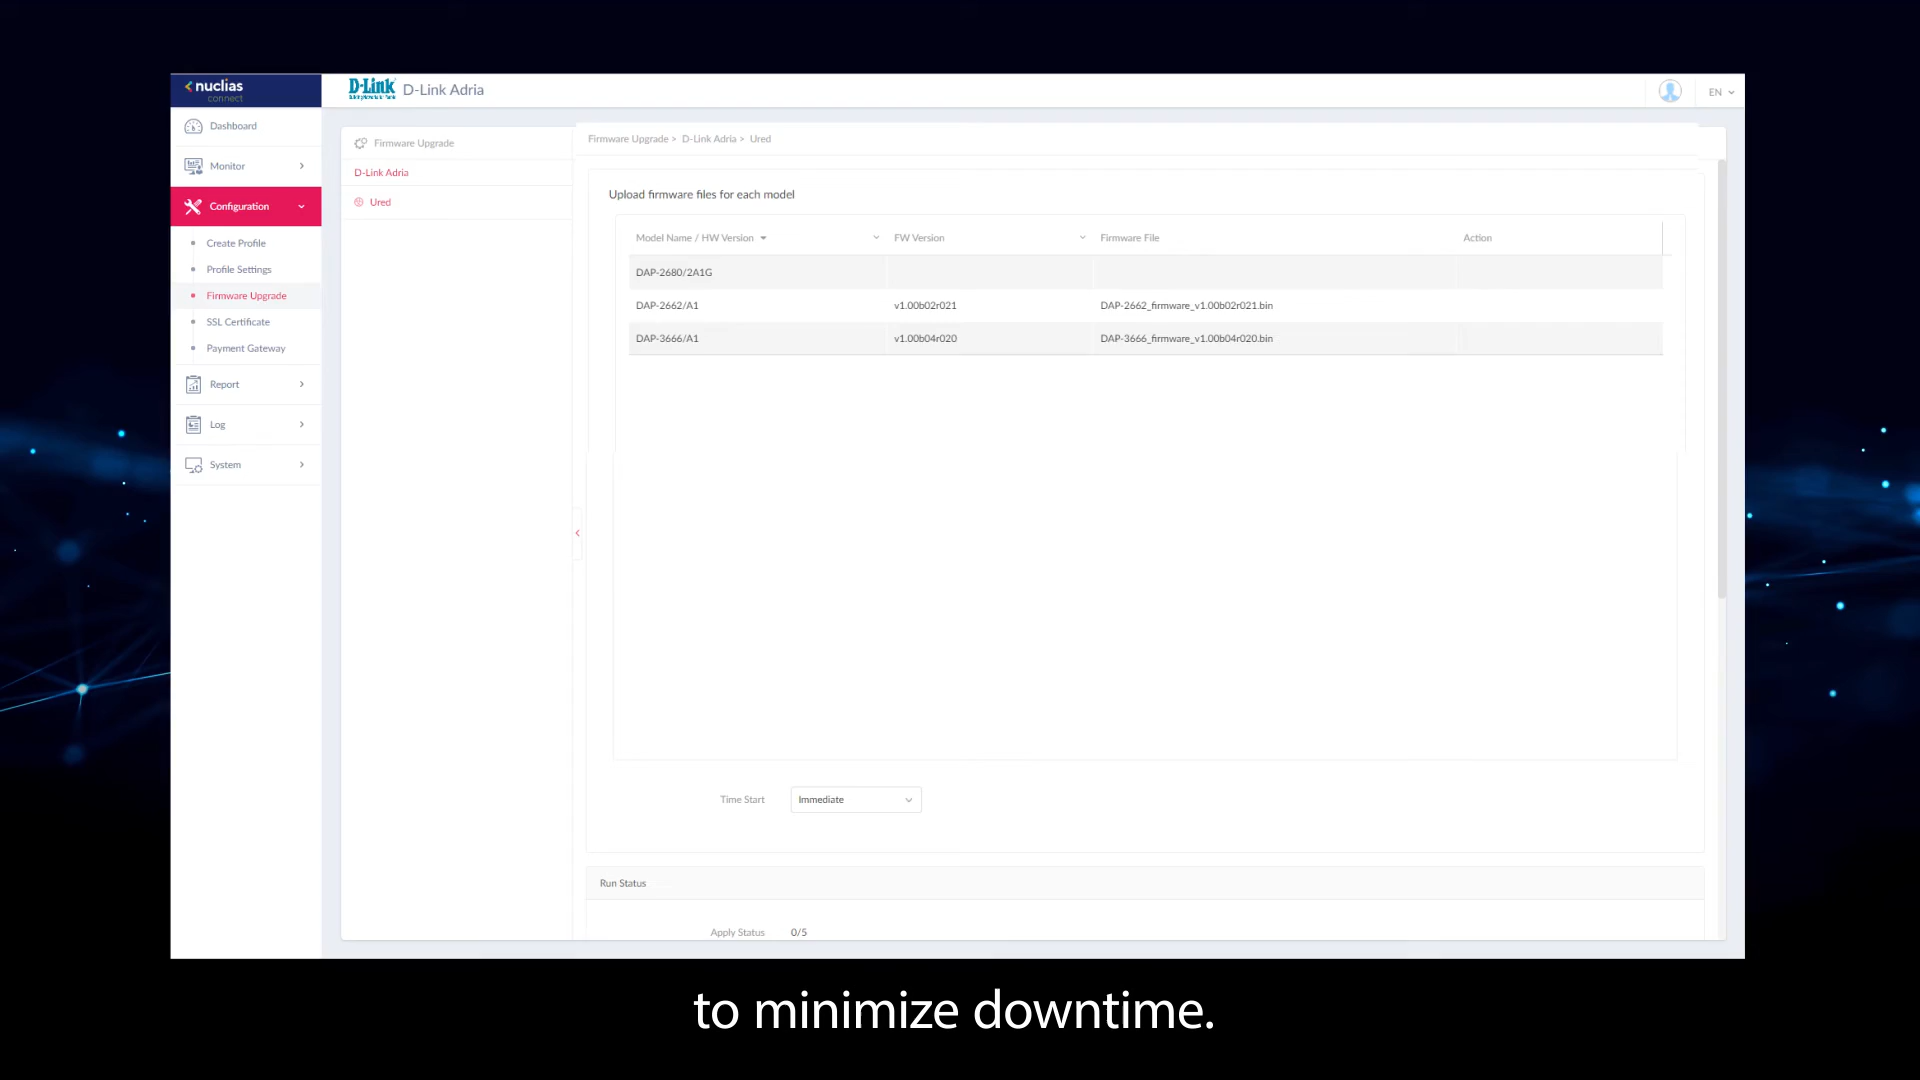 nuclias
connect
D-Link D-Link Adria
EN
Dashboard
Monitor
Configuration
Create Profile
Profile Settings
Firmware Upgrade
SSL Certificate
Payment Gateway
Report
Log
System
Firmware Upgrade
D-Link Adria
Ured
Firmware Upgrade > D-Link Adria > Ured
Upload firmware files for each model
Model Name / HW Version FW Version Firmware File Action
DAP-2680/2A1G
DAP-2662/A1 v1.00b02r021 DAP-2662_firmware_v1.00b02r021.bin
DAP-3666/A1 v1.00b04r020 DAP-3666_firmware_v1.00b04r020.bin
Time Start Immediate
Run Status
Apply Status 0/5
to minimize downtime.